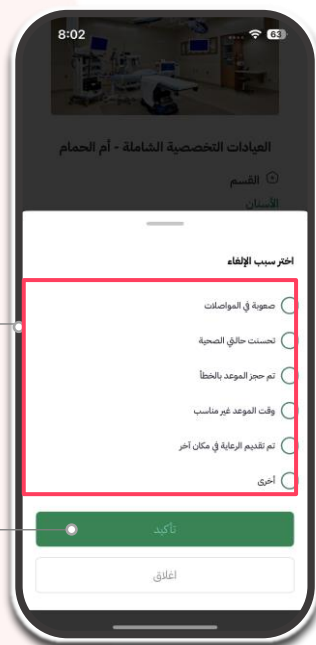 8:02
63
العيادات التخصصية الشاملة - أم الحمام
القسم
الأسنان
اختر سبب الإلغاء
صعوبة في المواصلات
تحسنت حالتي الصحية
تم حجز الموعد بالخطأ
وقت الموعد غير مناسب
تم تقديم الرعاية في مكان آخر
أخرى
تأكيد
اغلاق